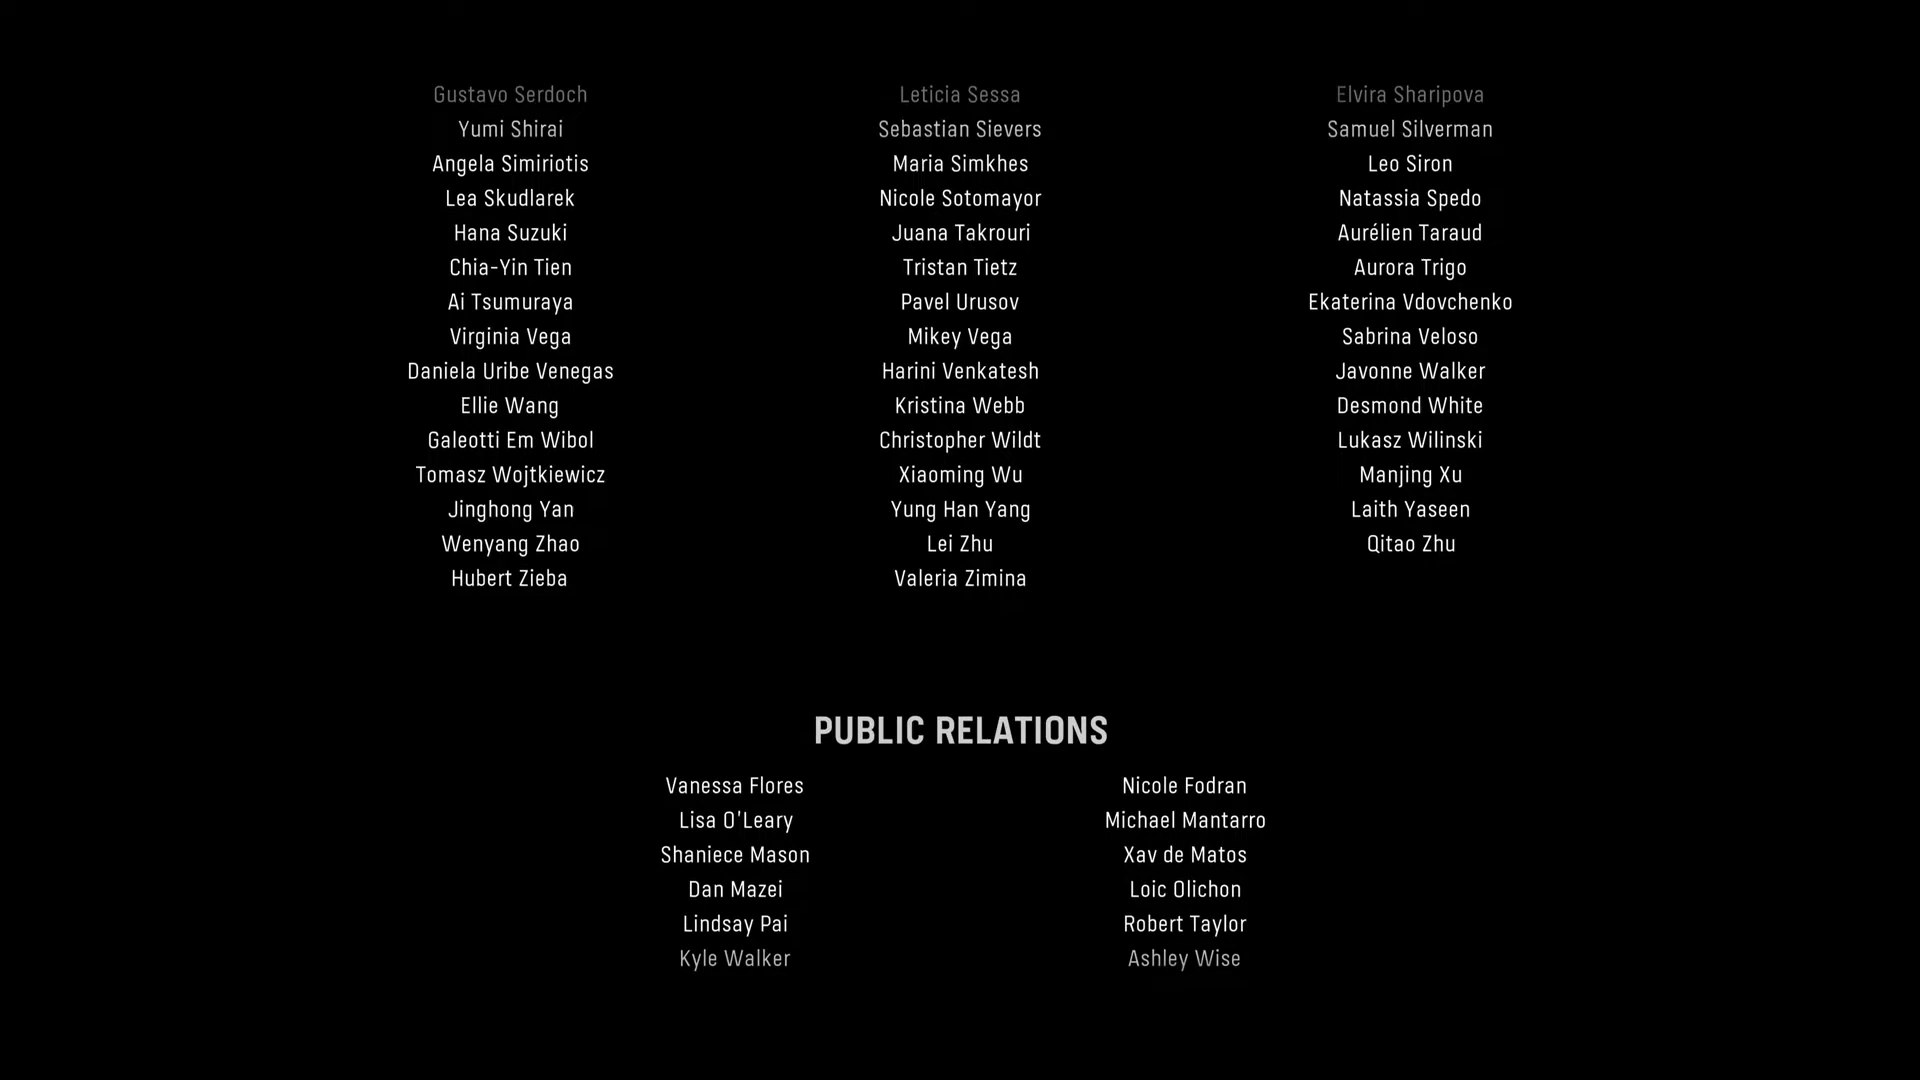 Gustavo Serdoch Leticia Sessa Elvira Sharipova
Yumi Shirai Sebastian Sievers Samuel Silverman
Angela Simiriotis Maria Simkhes Leo Siron
Lea Skudlarek Nicole Sotomayor Natassia Spedo
Hana Suzuki Juana Takrouri Aurélien Taraud
Chia-Yin Tien Tristan Tietz Aurora Trigo
Ai Tsumuraya Pavel Urusov Ekaterina Vdovchenko
Virginia Vega Mikey Vega Sabrina Veloso
Daniela Uribe Venegas Harini Venkatesh Javonne Walker
Ellie Wang Kristina Webb Desmond White
Galeotti Em Wibol Christopher Wildt Lukasz Wilinski
Tomasz Wojtkiewicz Xiaoming Wu Manjing Xu
Jinghong Yan Yung Han Yang Laith Yaseen
Wenyang Zhao Lei Zhu Qitao Zhu
Hubert Zieba Valeria Zimina
PUBLIC RELATIONS
Vanessa Flores Nicole Fodran
Lisa O'Leary Michael Mantarro
Shaniece Mason Xav de Matos
Dan Mazei Loic Olichon
Lindsay Pai Robert Taylor
Kyle Walker Ashley Wise